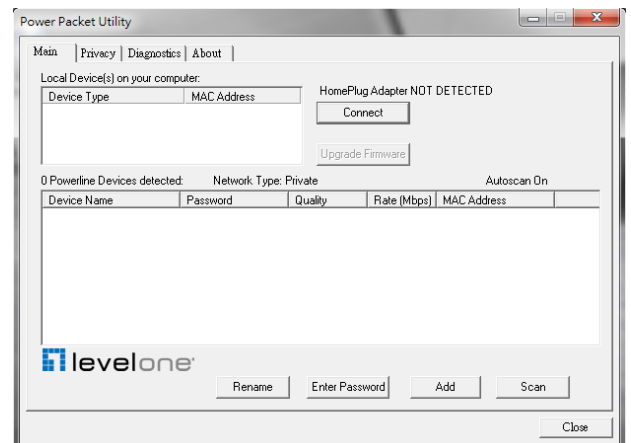 Power Packet Utility
Main Privacy Diagnostics About
Local Device(s) on your computer:
Device Type MAC Address
HomePlug Adapter NOT DETECTED
Connect
Upgrade Firmware
0 Powerline Devices detected: Network Type: Private Autoscan On
Device Name Password Quality Rate (Mbps) MAC Address
levelone
Rename Enter Password Add Scan
Close